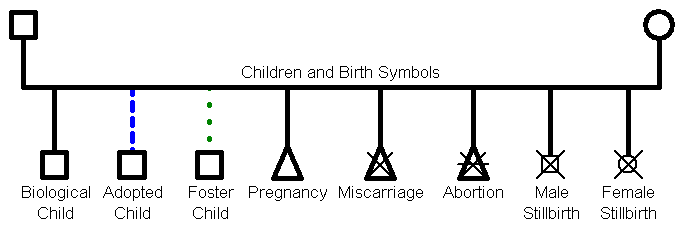 Children and Birth Symbols
Biological Adopted Foster Pregnancy Miscarriage Abortion Male Female
Child Child Child Stillbirth Stillbirth